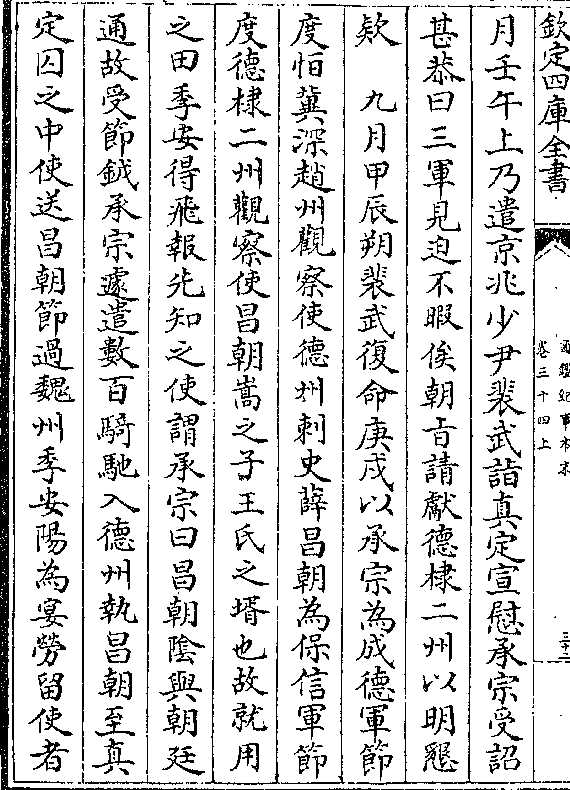 欽定四庫全書
通鑑紀事本末
卷三十四上
三十二
月壬午上乃遣京兆少尹裴武詣真定宣慰承宗受詔
甚恭曰三軍見迫不暇俟朝旨請獻德棣二州以明懇
欵　九月甲辰朔裴武復命庚戌以承宗為成德軍節
度恒冀深趙州觀察使德州刺史薛昌朝為保信軍節
度德棣二州觀察使昌朝嵩之子王氏之壻也故就用
之田季安得飛報先知之使謂承宗曰昌朝陰與朝廷
通故受節鉞承宗遽遣數百騎馳入德州執昌朝至真
定囚之中使送昌朝節過魏州季安陽為宴勞留使者